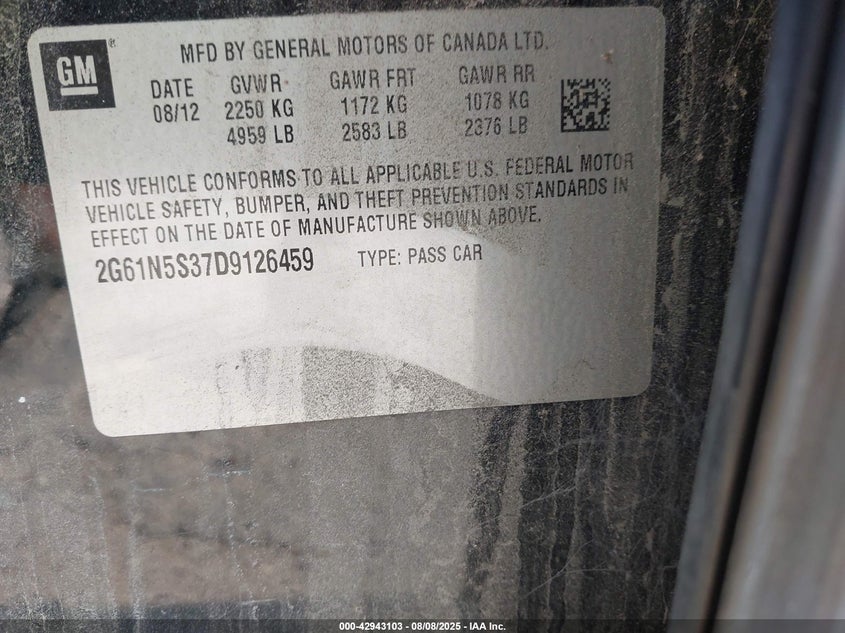 GM®
MFD BY GENERAL MOTORS OF CANADA LTD.
DATE GVWR GAWR FRT GAWR RR
08/12 2250 KG 1172 KG 1078 KG
4959 LB 2583 LB 2376 LB
THIS VEHICLE CONFORMS TO ALL APPLICABLE U.S. FEDERAL MOTOR
VEHICLE SAFETY, BUMPER, AND THEFT PREVENTION STANDARDS IN
EFFECT ON THE DATE OF MANUFACTURE SHOWN ABOVE.
2G61N5S37D9126459 TYPE: PASS CAR
000-42943103 - 08/08/2025 - IAA Inc.